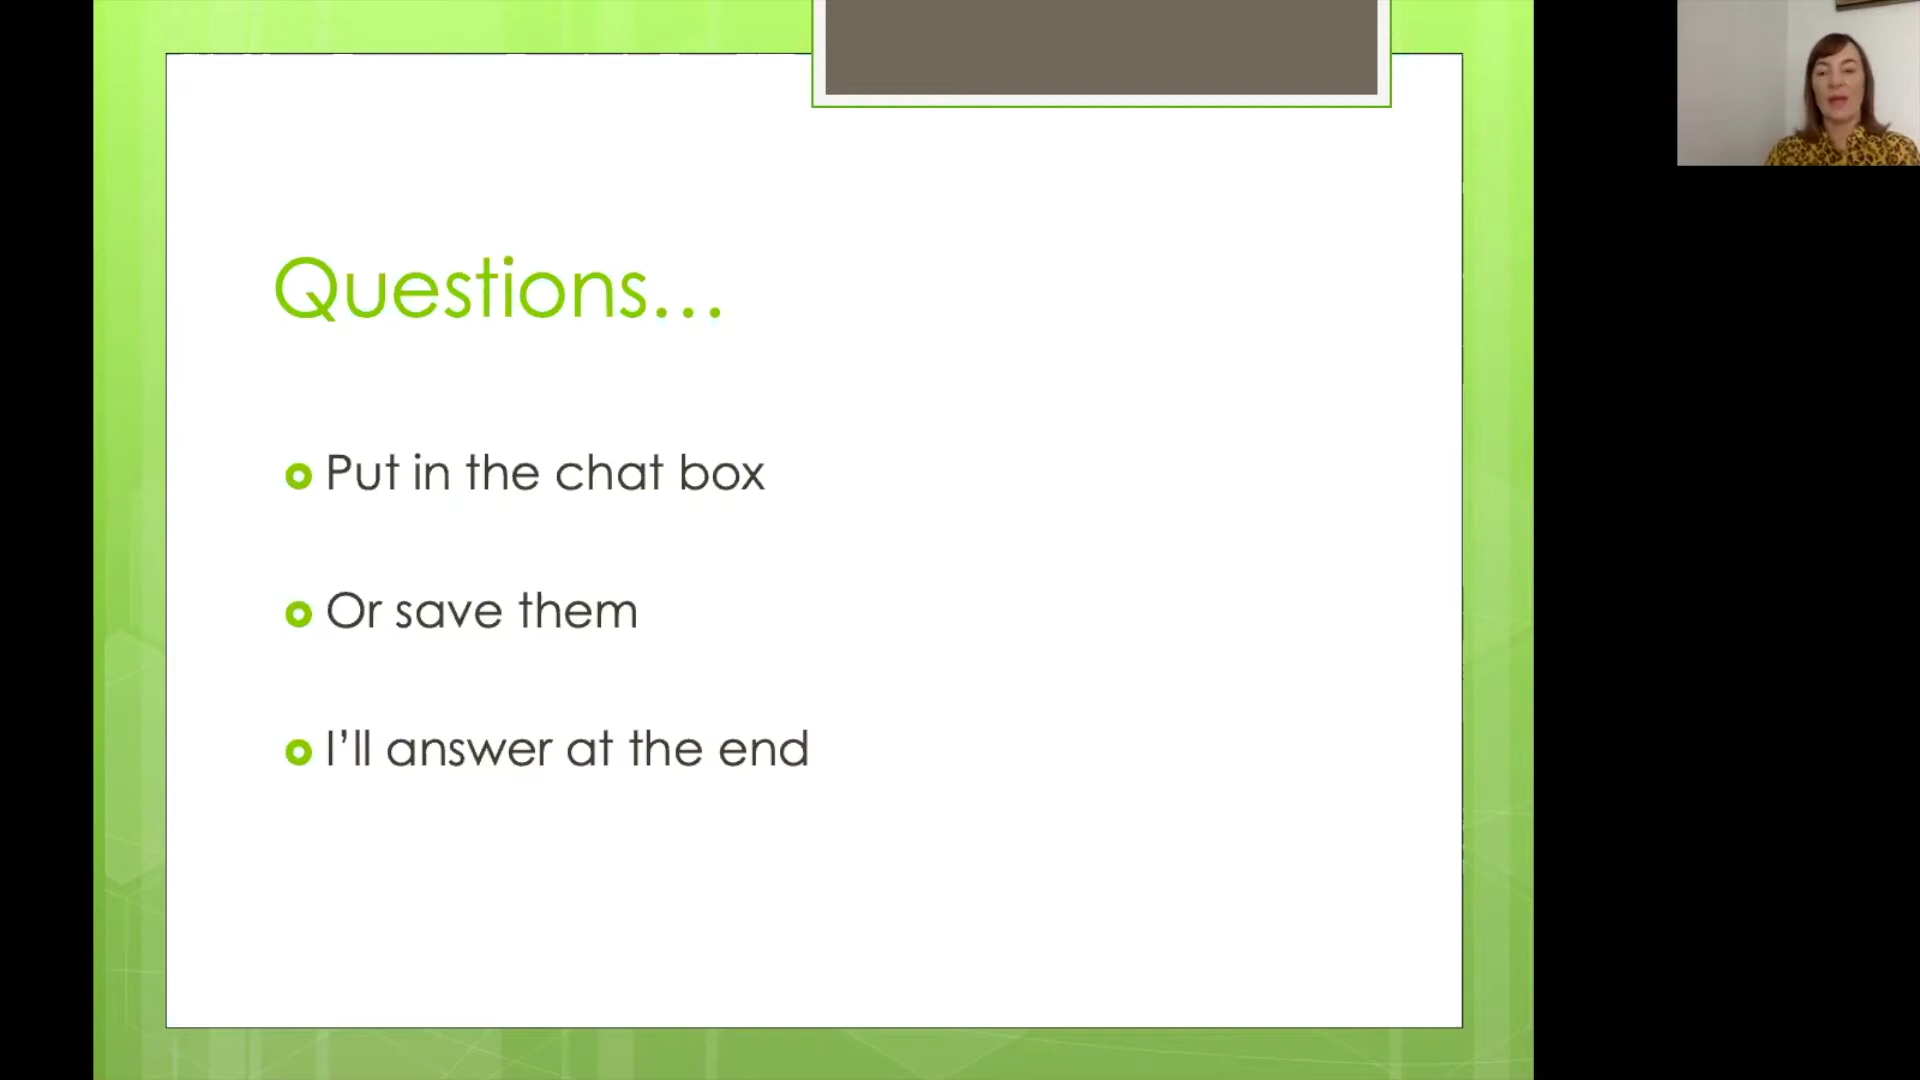 Questions…
Put in the chat box
Or save them
I’ll answer at the end